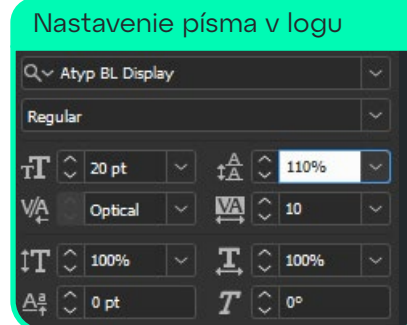 Nastavenie písma v logu
Atyp BL Display
Regular
20 pt 110%
Optical 10
100% 100%
0 pt 0°